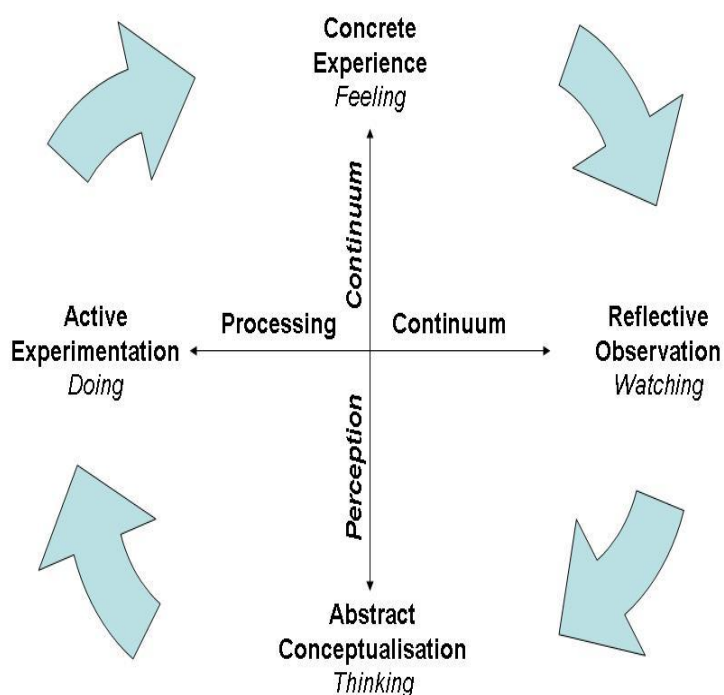 Concrete
Experience
Feeling
Continuum
Processing
Continuum
Active
Experimentation
Doing
Reflective
Observation
Watching
Perception
Abstract
Conceptualisation
Thinking